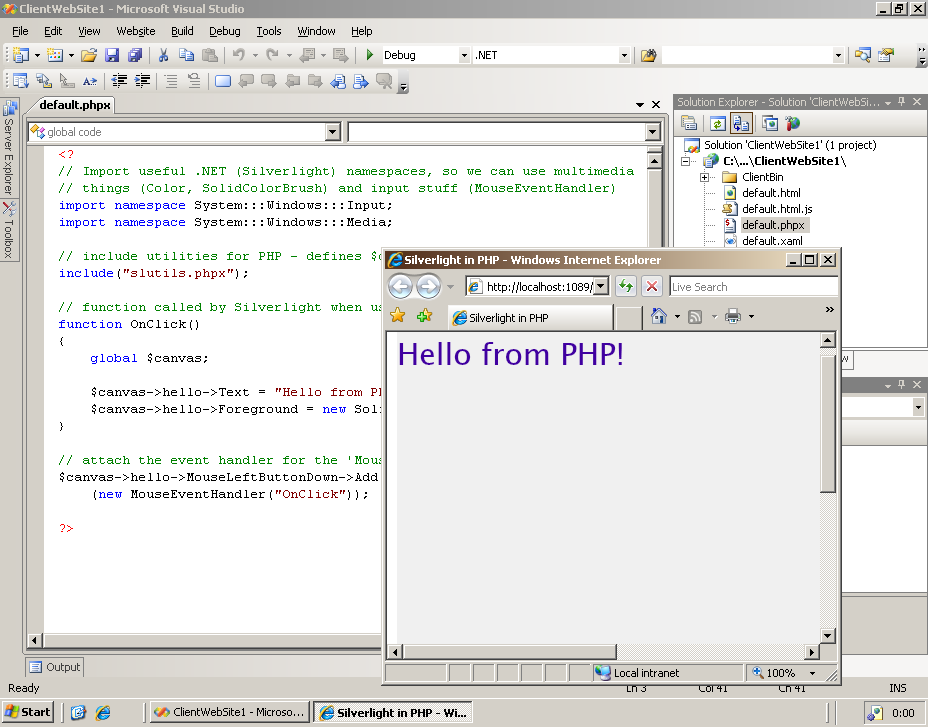 ClientWebSite1 - Microsoft Visual Studio
File Edit View Website Build Debug Tools Window Help
Debug .NET
default.phpx
Solution Explorer - Solution 'ClientWebSi...
global code
Server Explorer
Toolbox
<?
// Import useful .NET (Silverlight) namespaces, so we can use multimedia
// things (Color, SolidColorBrush) and input stuff (MouseEventHandler)
import namespace System:::Windows:::Input;
import namespace System:::Windows:::Media;
// include utilities for PHP - defines $c
include("slutils.phpx");
// function called by Silverlight when us
function OnClick()
{
global $canvas;
$canvas->hello->Text = "Hello from PH
$canvas->hello->Foreground = new Soli
}
// attach the event handler for the 'Mous
$canvas->hello->MouseLeftButtonDown->Add
(new MouseEventHandler("OnClick"));
?>
Solution 'ClientWebSite1' (1 project)
C:\...\ClientWebSite1\
ClientBin
default.html
default.html.js
default.phpx
default.xaml
Silverlight in PHP - Windows Internet Explorer
http://localhost:1089/
Live Search
Silverlight in PHP
»
Hello from PHP!
Local intranet
100%
Output
Ready
Ln 3 Col 41 Ch 41 INS
Start
ClientWebSite1 - Microso...
Silverlight in PHP - Wi...
0:00